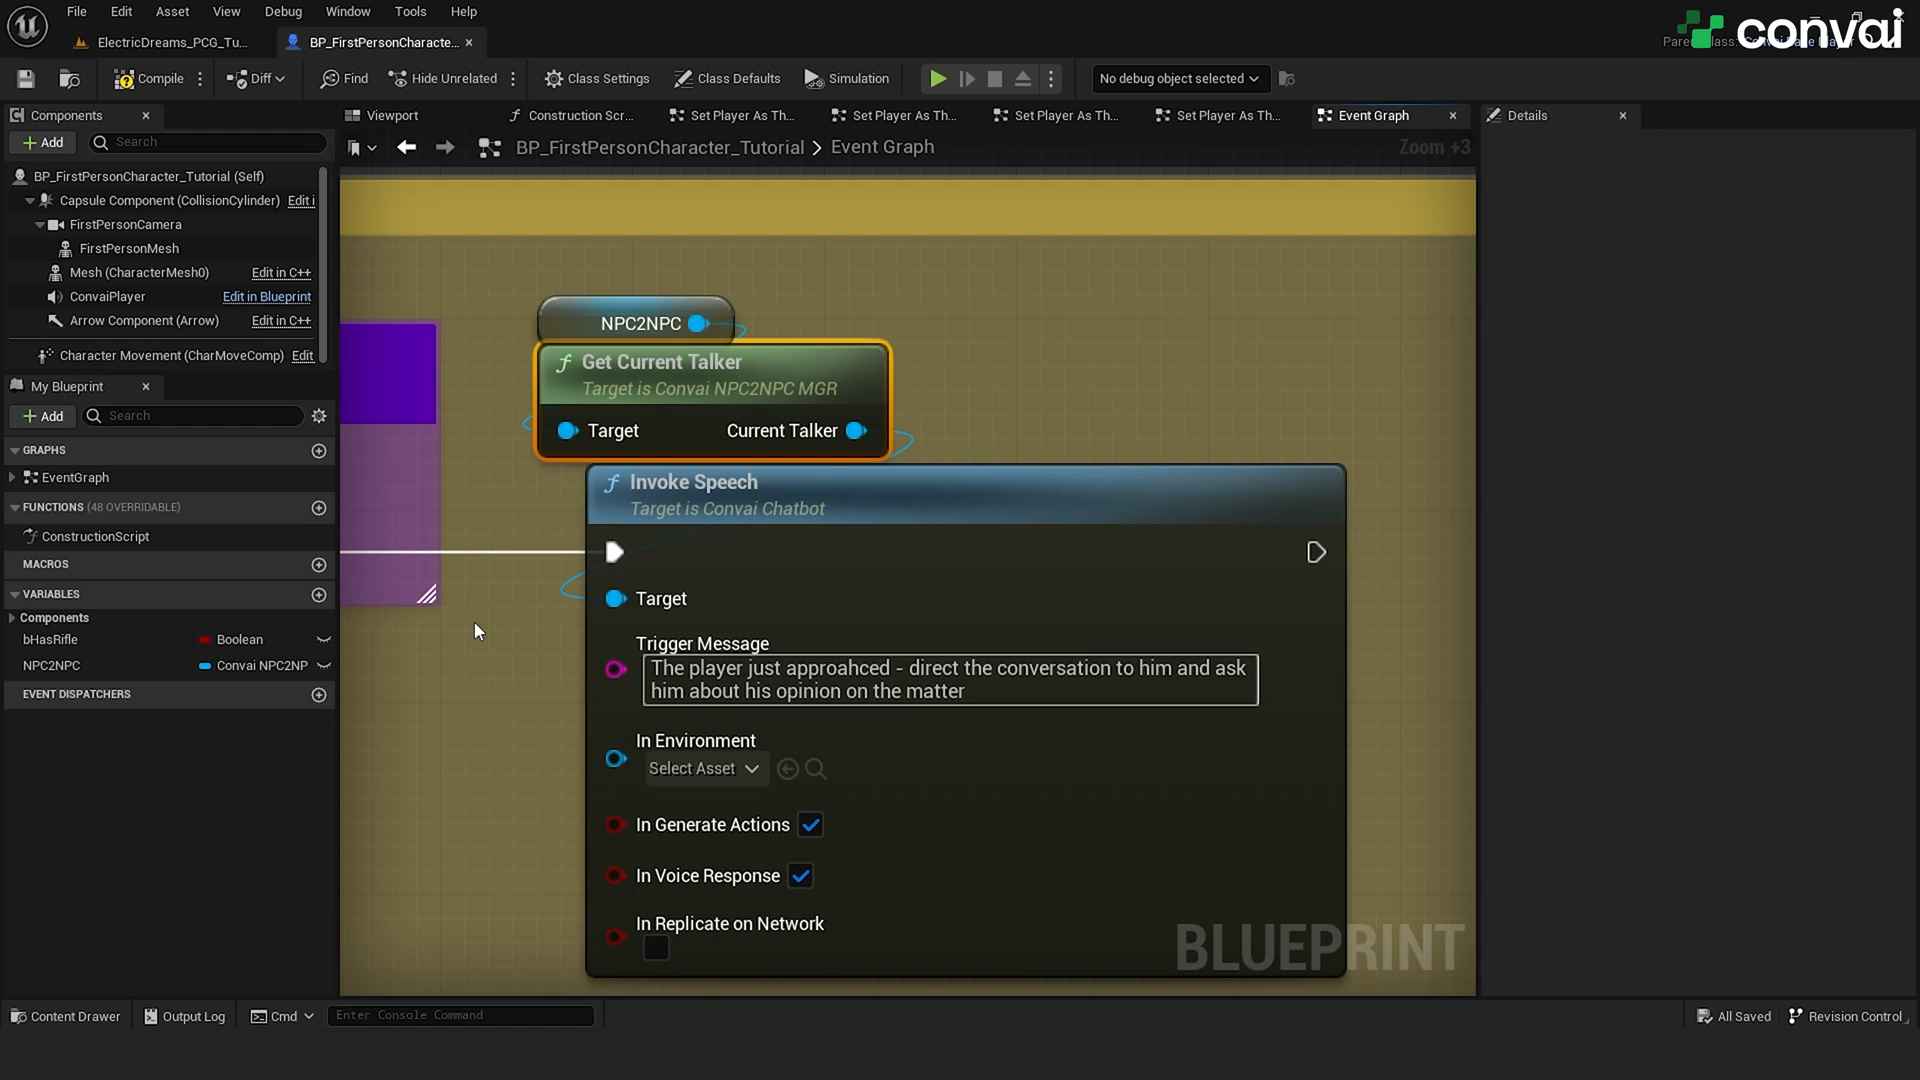 File Edit Asset View Debug Window Tools Help
convai
ElectricDreams_PCG_Tu...
BP_FirstPersonCharacte...
Compile
Diff
Find
Hide Unrelated
Class Settings
Class Defaults
Simulation
No debug object selected
Components
Viewport
Construction Scr...
Set Player As Th...
Set Player As Th...
Set Player As Th...
Set Player As Th...
Event Graph
Details
Add
Search
BP_FirstPersonCharacter_Tutorial > Event Graph
Zoom +3
BP_FirstPersonCharacter_Tutorial (Self)
Capsule Component (CollisionCylinder) Edit i
FirstPersonCamera
FirstPersonMesh
Mesh (CharacterMesh0) Edit in C++
ConvaiPlayer Edit in Blueprint
Arrow Component (Arrow) Edit in C++
Character Movement (CharMoveComp) Edit
My Blueprint
Add
Search
GRAPHS
EventGraph
FUNCTIONS (48 OVERRIDABLE)
ConstructionScript
MACROS
VARIABLES
Components
bHasRifle Boolean
NPC2NPC Convai NPC2NP
EVENT DISPATCHERS
NPC2NPC
Get Current Talker
Target is Convai NPC2NPC MGR
Target Current Talker
Invoke Speech
Target is Convai Chatbot
Target
Trigger Message
The player just approahced - direct the conversation to him and ask
him about his opinion on the matter
In Environment
Select Asset
In Generate Actions
In Voice Response
In Replicate on Network
BLUEPRINT
Content Drawer
Output Log
Cmd
Enter Console Command
All Saved
Revision Control